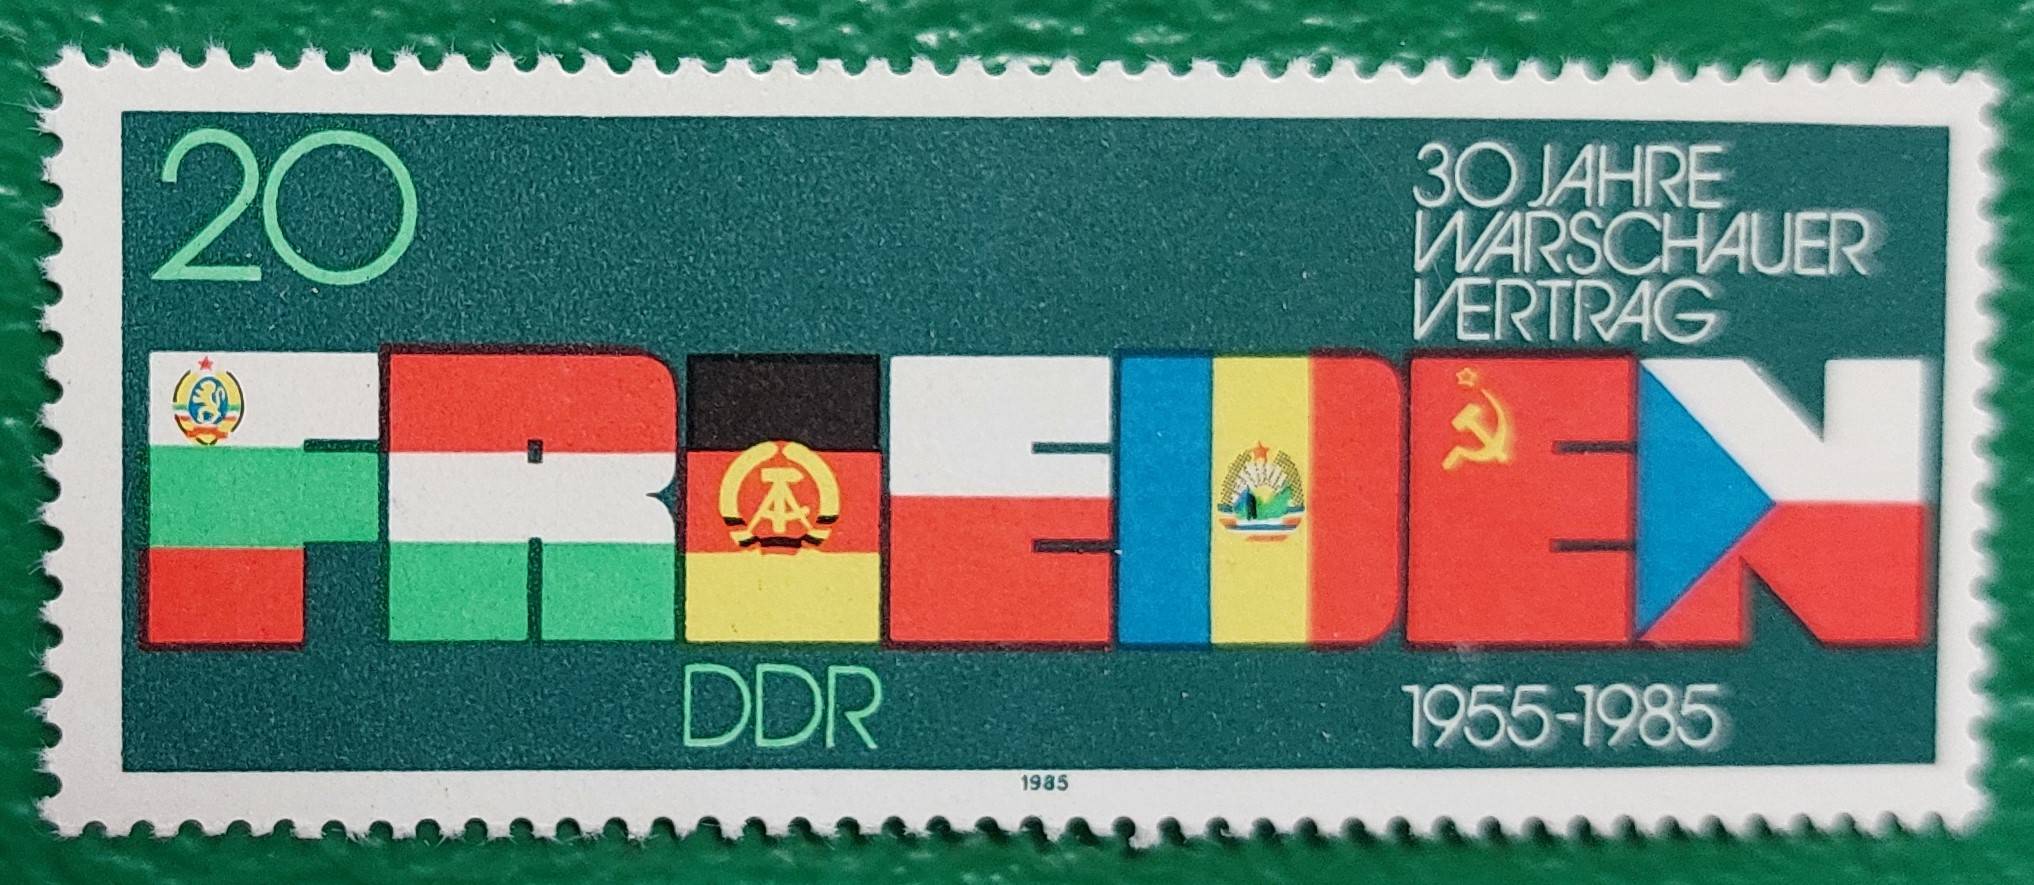 20
30 JAHRE
WARSCHAUER
VERTRAG
FRIEDEN
DDR
1955-1985
1985